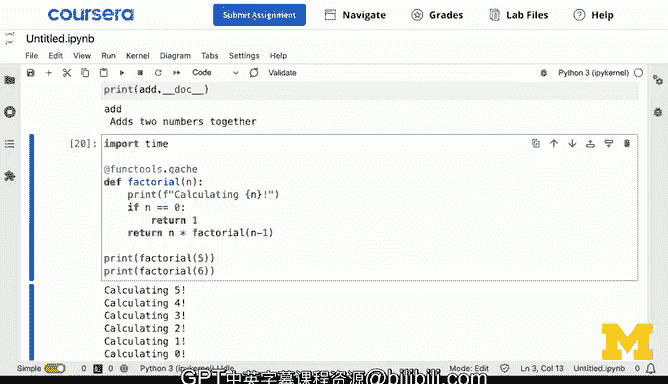 coursera
Submit Assignment
Navigate
Grades
Lab Files
Help
Untitled.ipynb
File Edit View Run Kernel Diagram Tabs Settings Help
Code
Validate
Python 3 (ipykernel)
print(add.__doc__)
add
Adds two numbers together
[20]: import time
@functools.cache
def factorial(n):
print(f"Calculating {n}!")
if n == 0:
return 1
return n * factorial(n-1)
print(factorial(5))
print(factorial(6))
Calculating 5!
Calculating 4!
Calculating 3!
Calculating 2!
Calculating 1!
Calculating 0!
M
Simple
Python 3 (ipykernel)
Mode: Edit
Ln 3, Col 13
Untitled.ipynb
GPT中英字幕课程资源@bilibili.com